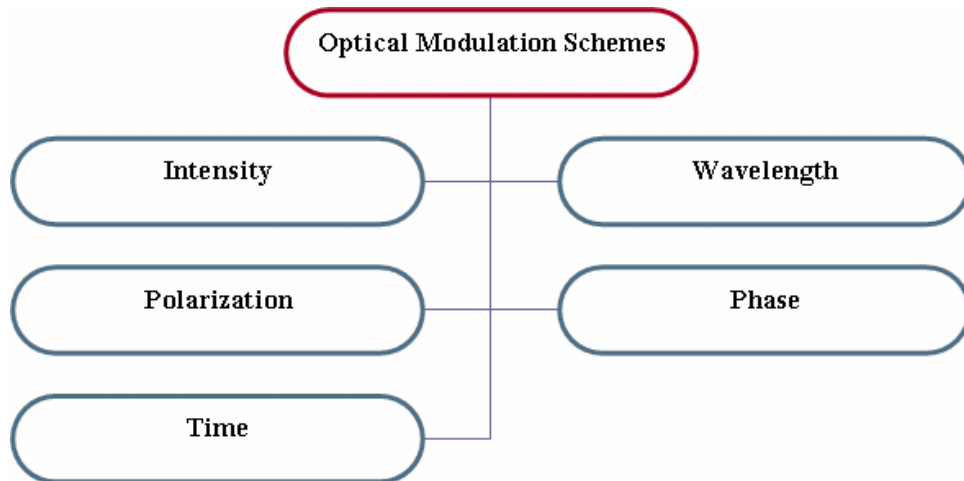 Optical Modulation Schemes
Intensity
Wavelength
Polarization
Phase
Time